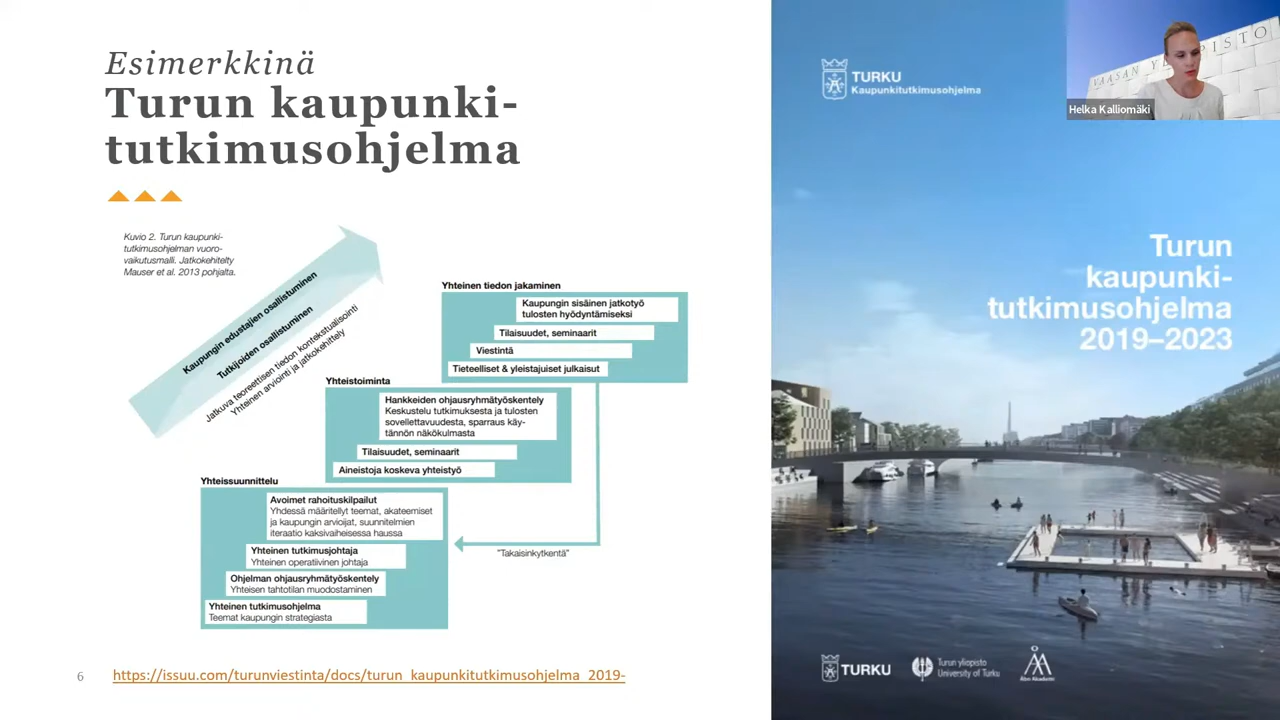 Esimerkkinä
Turun kaupunki-
tutkimusohjelma
Kuvio 2. Turun kaupunki-
tutkimusohjelman vuoro-
vaikutusmalli. Jatkokehitelty
Mauser et al. 2013 pohjalta.
Kaupungin edustajien osallistuminen
Tutkijoiden osallistuminen
Jatkuva teoreettisen tiedon kontekstualisointi
Yhteinen arviointi ja jatkokehittely
Yhteinen tiedon jakaminen
Kaupungin sisäinen jatkotyö
tulosten hyödyntämiseksi
Tilaisuudet, seminaarit
Viestintä
Tieteelliset & yleistajuiset julkaisut
Yhteistoiminta
Hankkeiden ohjausryhmätyöskentely
Keskustelu tutkimuksesta ja tulosten
sovellettavuudesta, sparraus käy-
tännön näkökulmasta
Tilaisuudet, seminaarit
Aineistoja koskeva yhteistyö
Yhteissuunnittelu
Avoimet rahoituskilpailut
Yhdessä määritellyt teemat, akateemiset
ja kaupungin arvioijat, suunnitelmien
iteraatio kaksivaiheisessa haussa
Yhteinen tutkimusjohtaja
Yhteinen operatiivinen johtaja
Ohjelman ohjausryhmätyöskentely
Yhteisen tahtotilan muodostaminen
Yhteinen tutkimusohjelma
Teemat kaupungin strategiasta
"Takaisinkytkentä"
6
https://issuu.com/turunviestinta/docs/turun_kaupunkitutkimusohjelma_2019-
TURKU
Kaupunkitutkimusohjelma
Turun
kaupunki-
tutkimusohjelma
2019–2023
TURKU
Turun yliopisto
University of Turku
Åbo Akademi
VAASAN YLIOPISTO
Helka Kalliomäki